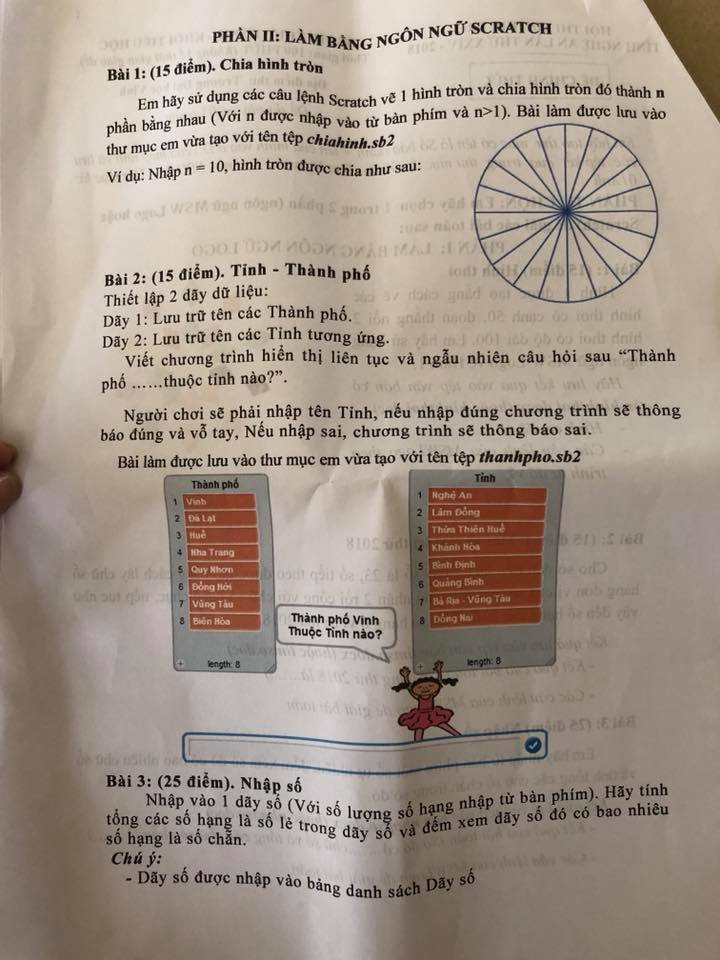 PHẦN II: LÀM BẰNG NGÔN NGỮ SCRATCH
Bài 1: (15 điểm). Chia hình tròn
Em hãy sử dụng các câu lệnh Scratch vẽ 1 hình tròn và chia hình tròn đó thành n
phần bằng nhau (Với n được nhập vào từ bàn phím và n>1). Bài làm được lưu vào
thư mục em vừa tạo với tên tệp chiahinh.sb2
Ví dụ: Nhập n = 10, hình tròn được chia như sau:
Bài 2: (15 điểm). Tỉnh - Thành phố
Thiết lập 2 dãy dữ liệu:
Dãy 1: Lưu trữ tên các Thành phố.
Dãy 2: Lưu trữ tên các Tỉnh tương ứng.
Viết chương trình hiển thị liên tục và ngẫu nhiên câu hỏi sau “Thành
phố ......thuộc tỉnh nào?”.
Người chơi sẽ phải nhập tên Tỉnh, nếu nhập đúng chương trình sẽ thông
báo đúng và vỗ tay, Nếu nhập sai, chương trình sẽ thông báo sai.
Bài làm được lưu vào thư mục em vừa tạo với tên tệp thanhpho.sb2
Thành phố
1 Vinh
2 Đà Lạt
3 Huế
4 Nha Trang
5 Quy Nhơn
6 Đồng Hới
7 Vũng Tàu
8 Biên Hòa
+ length: 8
Tỉnh
1 Nghệ An
2 Lâm Đồng
3 Thừa Thiên Huế
4 Khánh Hòa
5 Bình Định
6 Quảng Bình
7 Bà Rịa - Vũng Tàu
8 Đồng Nai
+ length: 8
Thành phố Vinh
Thuộc Tỉnh nào?
Bài 3: (25 điểm). Nhập số
Nhập vào 1 dãy số (Với số lượng số hạng nhập từ bàn phím). Hãy tính
tổng các số hạng là số lẻ trong dãy số và đếm xem dãy số đó có bao nhiêu
số hạng là số chẵn.
Chú ý:
- Dãy số được nhập vào bảng danh sách Dãy số